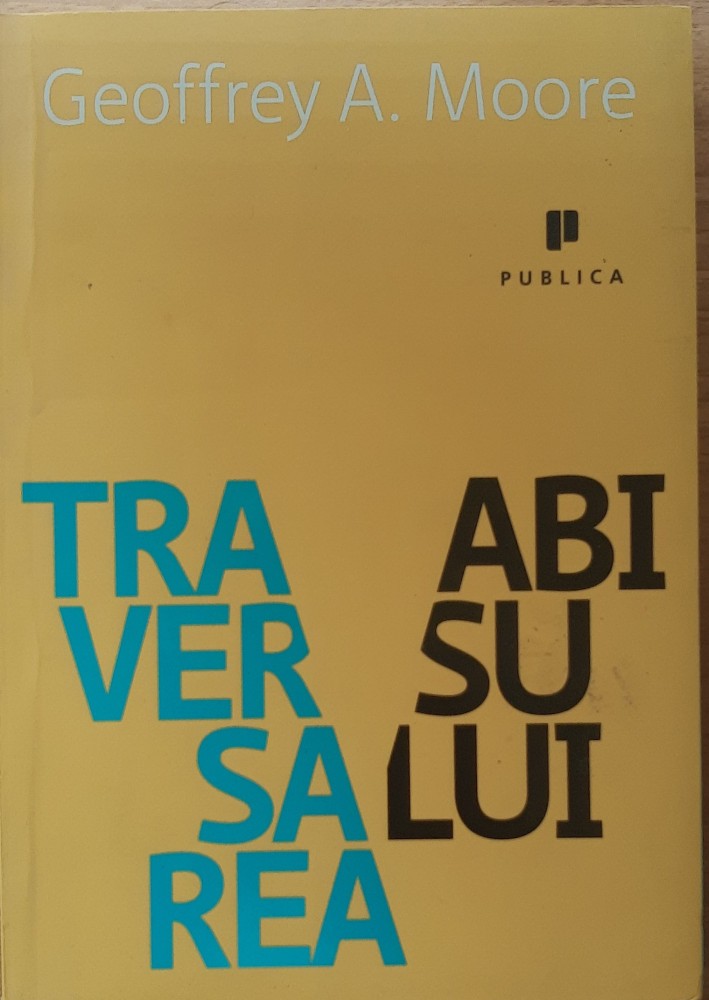 Geoffrey A. Moore
PUBLICA
TRA
VER
SA
REA
ABI
SU
LUI